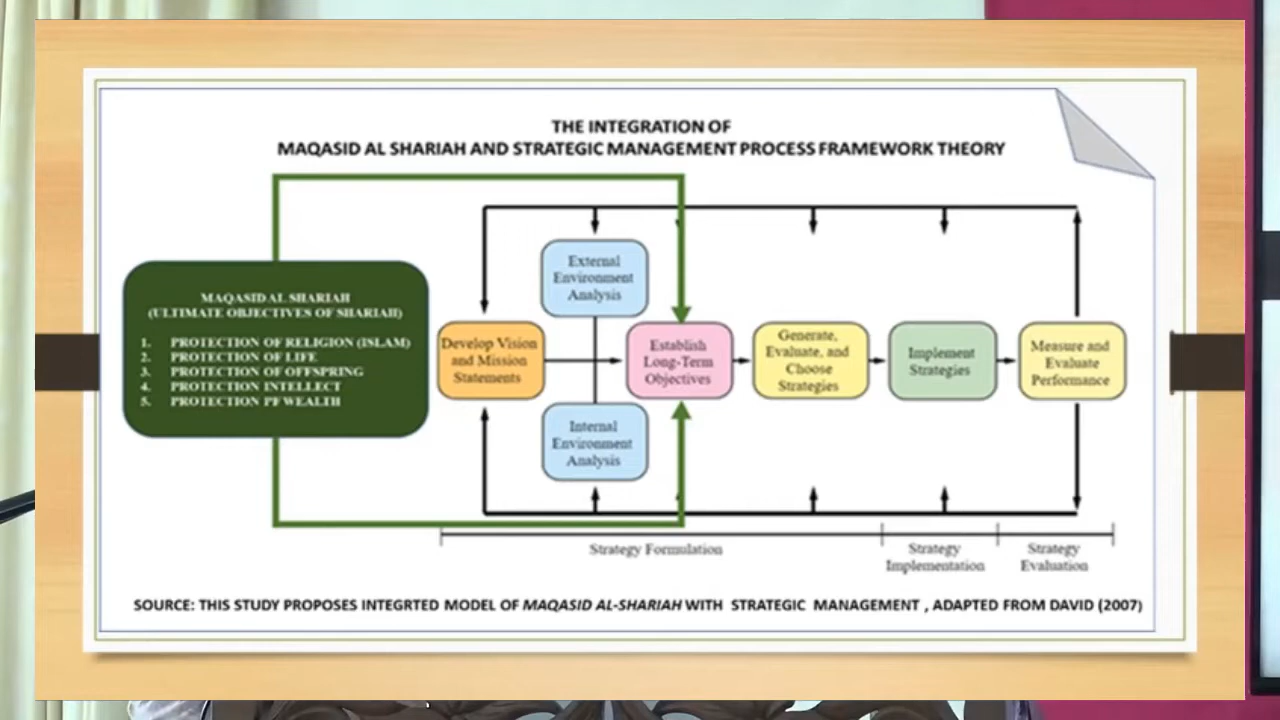 THE INTEGRATION OF
MAQASID AL SHARIAH AND STRATEGIC MANAGEMENT PROCESS FRAMEWORK THEORY
MAQASID AL SHARIAH
(ULTIMATE OBJECTIVES OF SHARIAH)
1. PROTECTION OF RELIGION (ISLAM)
2. PROTECTION OF LIFE
3. PROTECTION OF OFFSPRING
4. PROTECTION INTELLECT
5. PROTECTION PF WEALTH
Develop Vision
and Mission
Statements
External
Environment
Analysis
Internal
Environment
Analysis
Establish
Long-Term
Objectives
Generate,
Evaluate, and
Choose
Strategies
Implement
Strategies
Measure and
Evaluate
Performance
Strategy Formulation
Strategy
Implementation
Strategy
Evaluation
SOURCE: THIS STUDY PROPOSES INTEGRTED MODEL OF MAQASID AL-SHARIAH WITH STRATEGIC MANAGEMENT , ADAPTED FROM DAVID (2007)